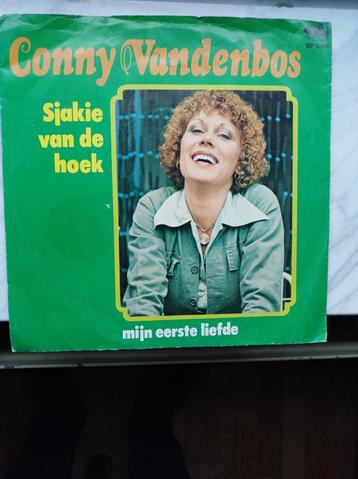 Conny Vandenbos
Sjakie
van de
hoek
mijn eerste liefde